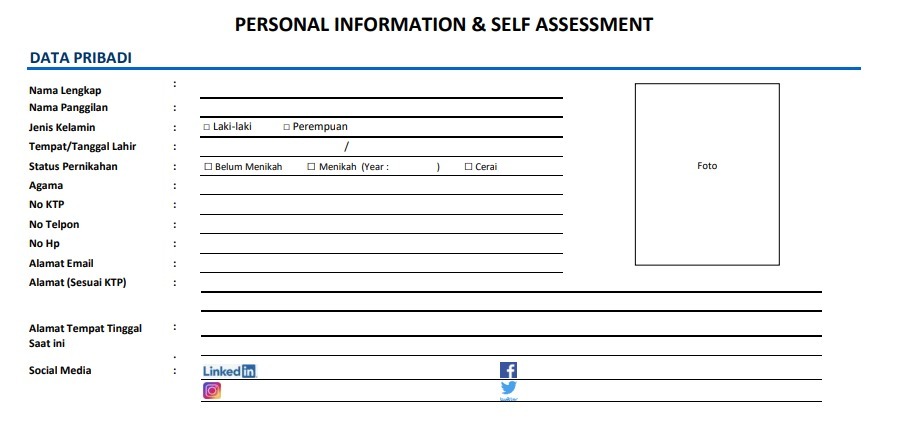 PERSONAL INFORMATION & SELF ASSESSMENT
DATA PRIBADI
Nama Lengkap :
Nama Panggilan :
Jenis Kelamin : □ Laki-laki □ Perempuan
Tempat/Tanggal Lahir : /
Status Pernikahan : □ Belum Menikah □ Menikah (Year : ) □ Cerai
Foto
Agama :
No KTP :
No Telpon :
No Hp :
Alamat Email :
Alamat (Sesuai KTP) :
Alamat Tempat Tinggal :
Saat ini
.
Social Media : Linked in f
twitter